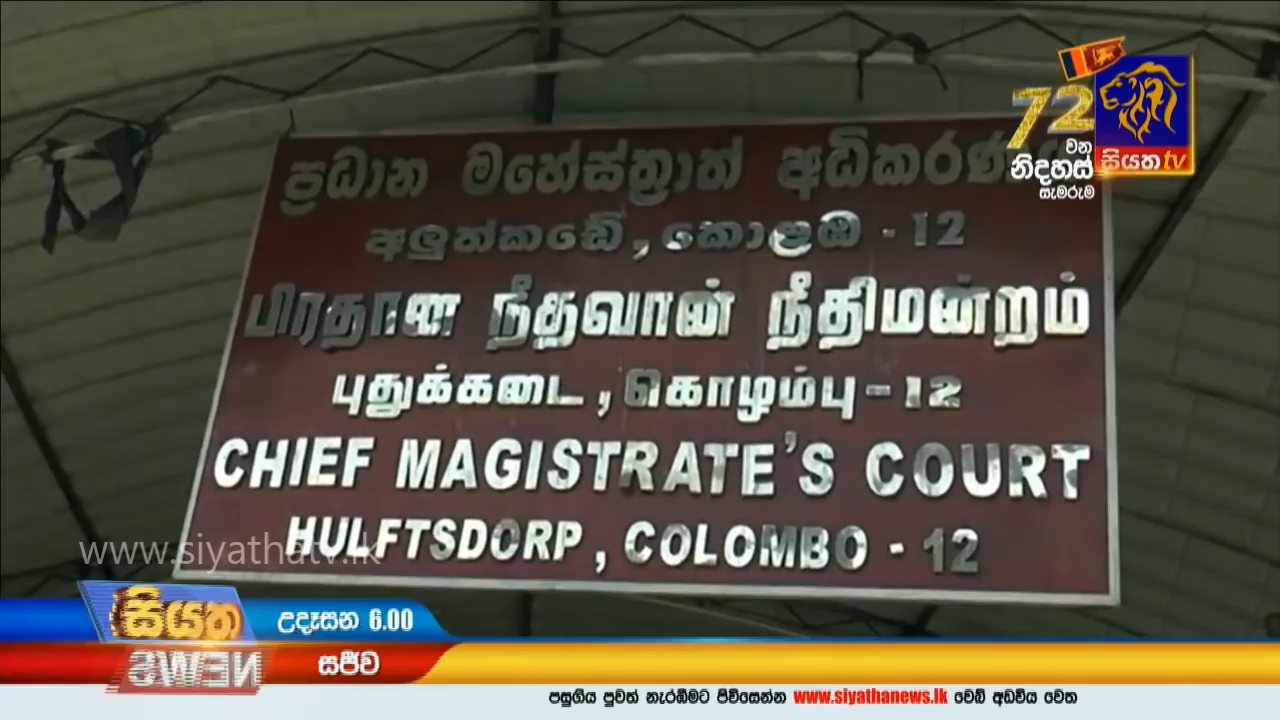 72
වන
නිදහස්
සැමරුම
සියත tv
ප්‍රධාන මහේස්ත්‍රාත් අධිකරණ
අලුත්කඩේ, කොළඹ - 12
பிரதான நீதவான் நீதிமன்றம்
புதுக்கடை, கொழும்பு - 12
CHIEF MAGISTRATE'S COURT
HULFTSDORP, COLOMBO - 12
www.siyathatv.lk
සියත
NEWS
උදෑසන 6.00
සජීව
පසුගිය පුවත් නැරඹීමට පිවිසෙන්න www.siyathanews.lk වෙබ් අඩවිය වෙත